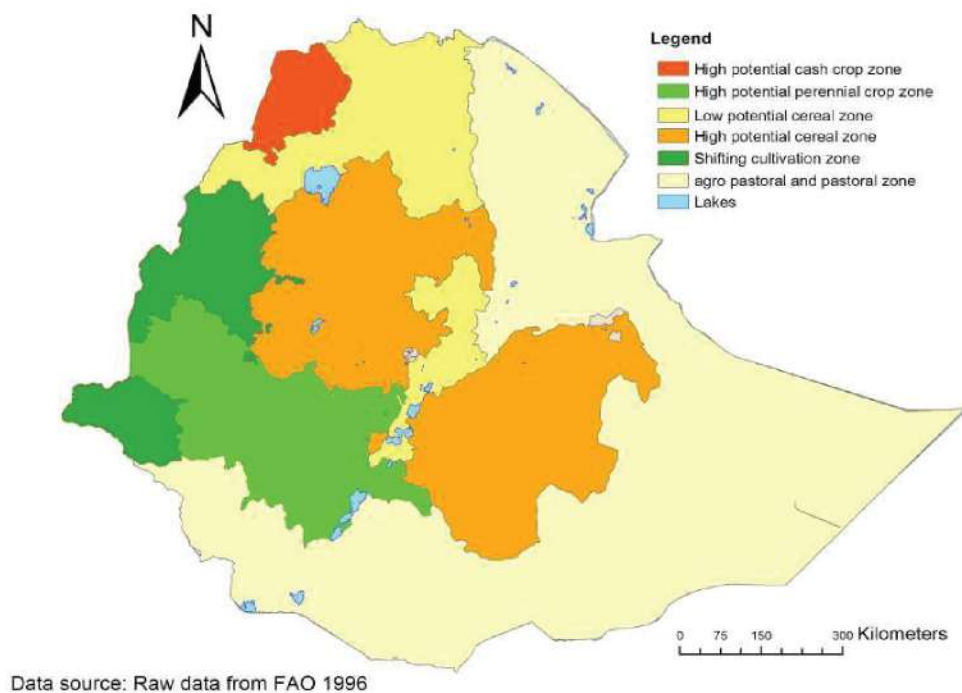 N
Legend
High potential cash crop zone
High potential perennial crop zone
Low potential cereal zone
High potential cereal zone
Shifting cultivation zone
agro pastoral and pastoral zone
Lakes
0 75 150 300 Kilometers
Data source: Raw data from FAO 1996